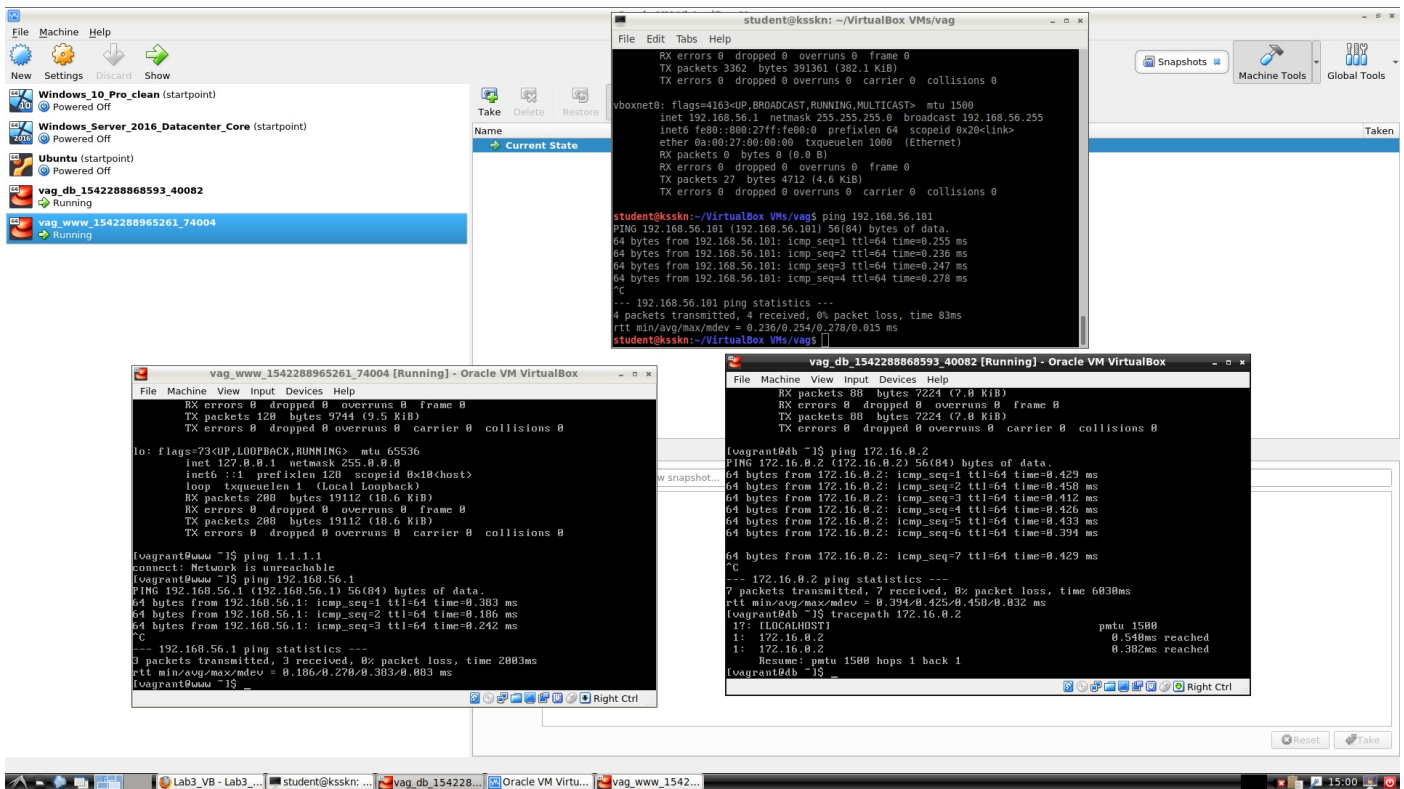 File Machine Help
New Settings Discard Show
Snapshots
Machine Tools
Global Tools
Windows_10_Pro_clean (startpoint)
Powered Off
Windows_Server_2016_Datacenter_Core (startpoint)
Powered Off
Ubuntu (startpoint)
Powered Off
vag_db_1542288868593_40082
Running
vag_www_1542288965261_74004
Running
Take Delete Restore
Name Taken
Current State
student@ksskn: ~/VirtualBox VMs/vag
File Edit Tabs Help
RX errors 0 dropped 0 overruns 0 frame 0
TX packets 3362 bytes 391361 (382.1 KiB)
TX errors 0 dropped 0 overruns 0 carrier 0 collisions 0
vboxnet0: flags=4163<UP,BROADCAST,RUNNING,MULTICAST> mtu 1500
inet 192.168.56.1 netmask 255.255.255.0 broadcast 192.168.56.255
inet6 fe80::800:27ff:fe00:0 prefixlen 64 scopeid 0x20<link>
ether 0a:00:27:00:00:00 txqueuelen 1000 (Ethernet)
RX packets 0 bytes 0 (0.0 B)
RX errors 0 dropped 0 overruns 0 frame 0
TX packets 27 bytes 4712 (4.6 KiB)
TX errors 0 dropped 0 overruns 0 carrier 0 collisions 0
student@ksskn:~/VirtualBox VMs/vag$ ping 192.168.56.101
PING 192.168.56.101 (192.168.56.101) 56(84) bytes of data.
64 bytes from 192.168.56.101: icmp_seq=1 ttl=64 time=0.255 ms
64 bytes from 192.168.56.101: icmp_seq=2 ttl=64 time=0.236 ms
64 bytes from 192.168.56.101: icmp_seq=3 ttl=64 time=0.247 ms
64 bytes from 192.168.56.101: icmp_seq=4 ttl=64 time=0.278 ms
^C
--- 192.168.56.101 ping statistics ---
4 packets transmitted, 4 received, 0% packet loss, time 83ms
rtt min/avg/max/mdev = 0.236/0.254/0.278/0.015 ms
student@ksskn:~/VirtualBox VMs/vag$
vag_www_1542288965261_74004 [Running] - Oracle VM VirtualBox
File Machine View Input Devices Help
RX errors 0 dropped 0 overruns 0 frame 0
TX packets 120 bytes 9744 (9.5 KiB)
TX errors 0 dropped 0 overruns 0 carrier 0 collisions 0
lo: flags=73<UP,LOOPBACK,RUNNING> mtu 65536
inet 127.0.0.1 netmask 255.0.0.0
inet6 ::1 prefixlen 128 scopeid 0x10<host>
loop txqueuelen 1 (Local Loopback)
RX packets 208 bytes 19112 (18.6 KiB)
RX errors 0 dropped 0 overruns 0 frame 0
TX packets 208 bytes 19112 (18.6 KiB)
TX errors 0 dropped 0 overruns 0 carrier 0 collisions 0
[vagrant@www ~]$ ping 1.1.1.1
connect: Network is unreachable
[vagrant@www ~]$ ping 192.168.56.1
PING 192.168.56.1 (192.168.56.1) 56(84) bytes of data.
64 bytes from 192.168.56.1: icmp_seq=1 ttl=64 time=0.383 ms
64 bytes from 192.168.56.1: icmp_seq=2 ttl=64 time=0.186 ms
64 bytes from 192.168.56.1: icmp_seq=3 ttl=64 time=0.242 ms
^C
--- 192.168.56.1 ping statistics ---
3 packets transmitted, 3 received, 0% packet loss, time 2003ms
rtt min/avg/max/mdev = 0.186/0.270/0.383/0.083 ms
[vagrant@www ~]$ _
Right Ctrl
vag_db_1542288868593_40082 [Running] - Oracle VM VirtualBox
File Machine View Input Devices Help
RX packets 88 bytes 7224 (7.0 KiB)
RX errors 0 dropped 0 overruns 0 frame 0
TX packets 88 bytes 7224 (7.0 KiB)
TX errors 0 dropped 0 overruns 0 carrier 0 collisions 0
[vagrant@db ~]$ ping 172.16.0.2
PING 172.16.0.2 (172.16.0.2) 56(84) bytes of data.
64 bytes from 172.16.0.2: icmp_seq=1 ttl=64 time=0.429 ms
64 bytes from 172.16.0.2: icmp_seq=2 ttl=64 time=0.458 ms
64 bytes from 172.16.0.2: icmp_seq=3 ttl=64 time=0.412 ms
64 bytes from 172.16.0.2: icmp_seq=4 ttl=64 time=0.426 ms
64 bytes from 172.16.0.2: icmp_seq=5 ttl=64 time=0.433 ms
64 bytes from 172.16.0.2: icmp_seq=6 ttl=64 time=0.394 ms
64 bytes from 172.16.0.2: icmp_seq=7 ttl=64 time=0.429 ms
^C
--- 172.16.0.2 ping statistics ---
7 packets transmitted, 7 received, 0% packet loss, time 6030ms
rtt min/avg/max/mdev = 0.394/0.425/0.458/0.032 ms
[vagrant@db ~]$ tracepath 172.16.0.2
1?: [LOCALHOST] pmtu 1500
1: 172.16.0.2 0.540ms reached
1: 172.16.0.2 0.382ms reached
Resume: pmtu 1500 hops 1 back 1
[vagrant@db ~]$ _
Right Ctrl
w snapshot...
Reset Take
Lab3_VB - Lab3_... student@ksskn: ... vag_db_154228... Oracle VM Virtu... vag_www_1542...
15:00